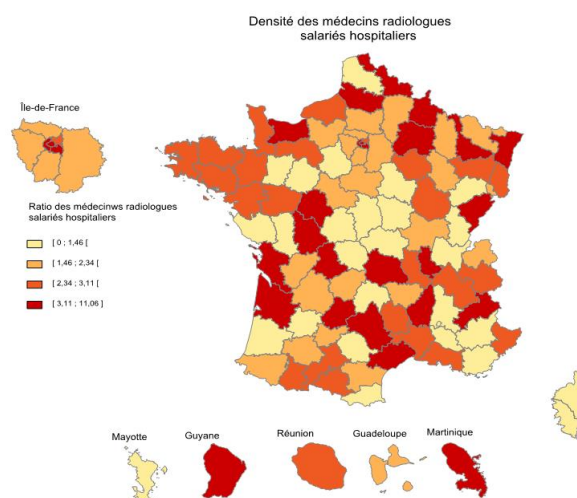 Densité des médecins radiologues
salariés hospitaliers
Île-de-France
Ratio des médecinws radiologues
salariés hospitaliers
[ 0 ; 1,46 [
[ 1,46 ; 2,34 [
[ 2,34 ; 3,11 [
[ 3,11 ; 11,06 [
Mayotte
Guyane
Réunion
Guadeloupe
Martinique